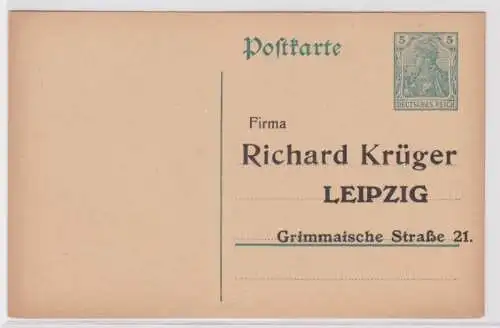 Postkarte
5 5
DEUTSCHES REICH
Firma
Richard Krüger
LEIPZIG
Grimmaische Straße 21.